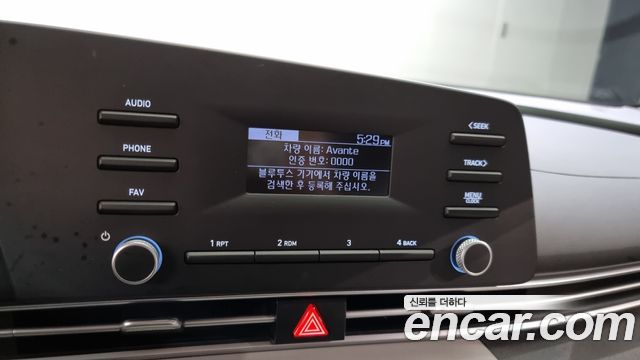 AUDIO
PHONE
FAV
전화 5:29PM
차량 이름: Avante
인증 번호: 0000
블루투스 기기에서 차량 이름을
검색한 후 등록해 주십시오.
<SEEK
TRACK>
MENU
CLOCK
1 RPT 2 RDM 3 4 BACK
신뢰를 더하다
encar.com